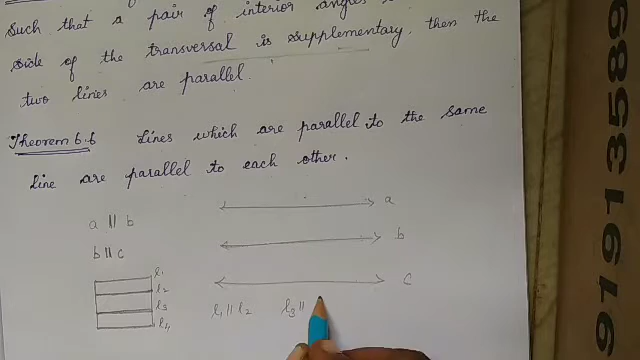 such that a pair of interior angles
side of the transversal is supplementary, then the
two lines are parallel.
Theorem 6.6 Lines which are parallel to the same
line are parallel to each other.
a
a || b
b
b || c
c
l1
l2
l3
l4
l1 || l2 l3 ||
9193589